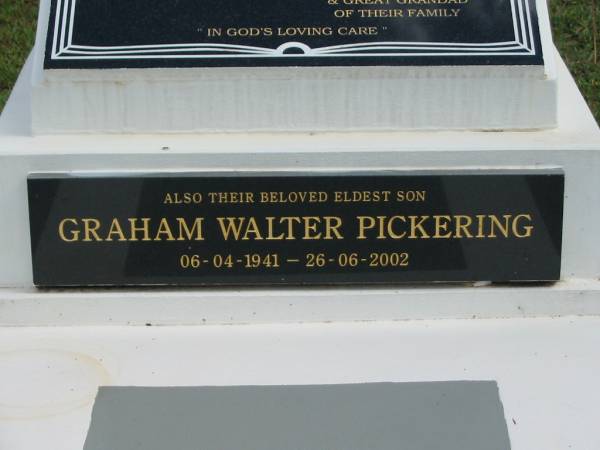 & GREAT GRANDAD
OF THEIR FAMILY
" IN GOD'S LOVING CARE "
ALSO THEIR BELOVED ELDEST SON
GRAHAM WALTER PICKERING
06-04-1941 – 26-06-2002